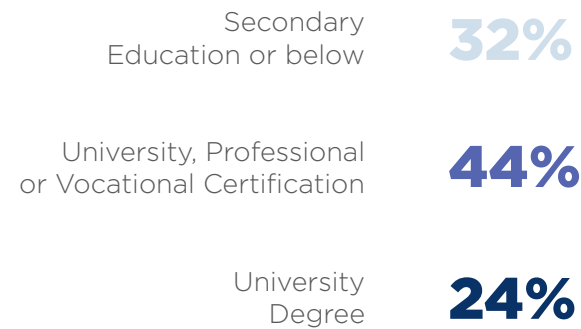 Secondary
Education or below
32%
University, Professional
or Vocational Certification
44%
University
Degree
24%